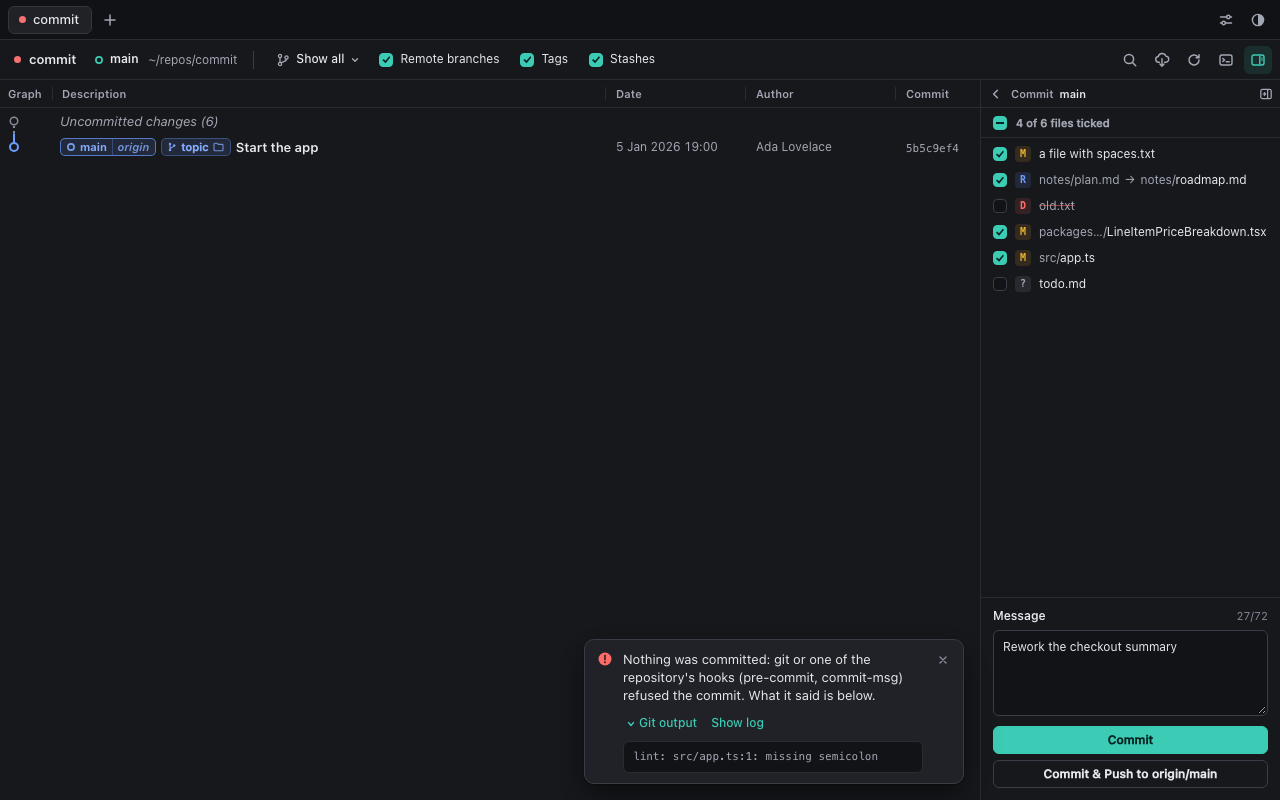 commit
commit main ~/repos/commit Show all Remote branches Tags Stashes
Graph Description Date Author Commit
Uncommitted changes (6)
main origin topic Start the app 5 Jan 2026 19:00 Ada Lovelace 5b5c9ef4
Commit main
4 of 6 files ticked
M a file with spaces.txt
R notes/plan.md → notes/roadmap.md
D old.txt
M packages…/LineItemPriceBreakdown.tsx
M src/app.ts
? todo.md
Message 27/72
Rework the checkout summary
Commit
Commit & Push to origin/main
Nothing was committed: git or one of the
repository's hooks (pre-commit, commit-msg)
refused the commit. What it said is below.
Git output Show log
lint: src/app.ts:1: missing semicolon